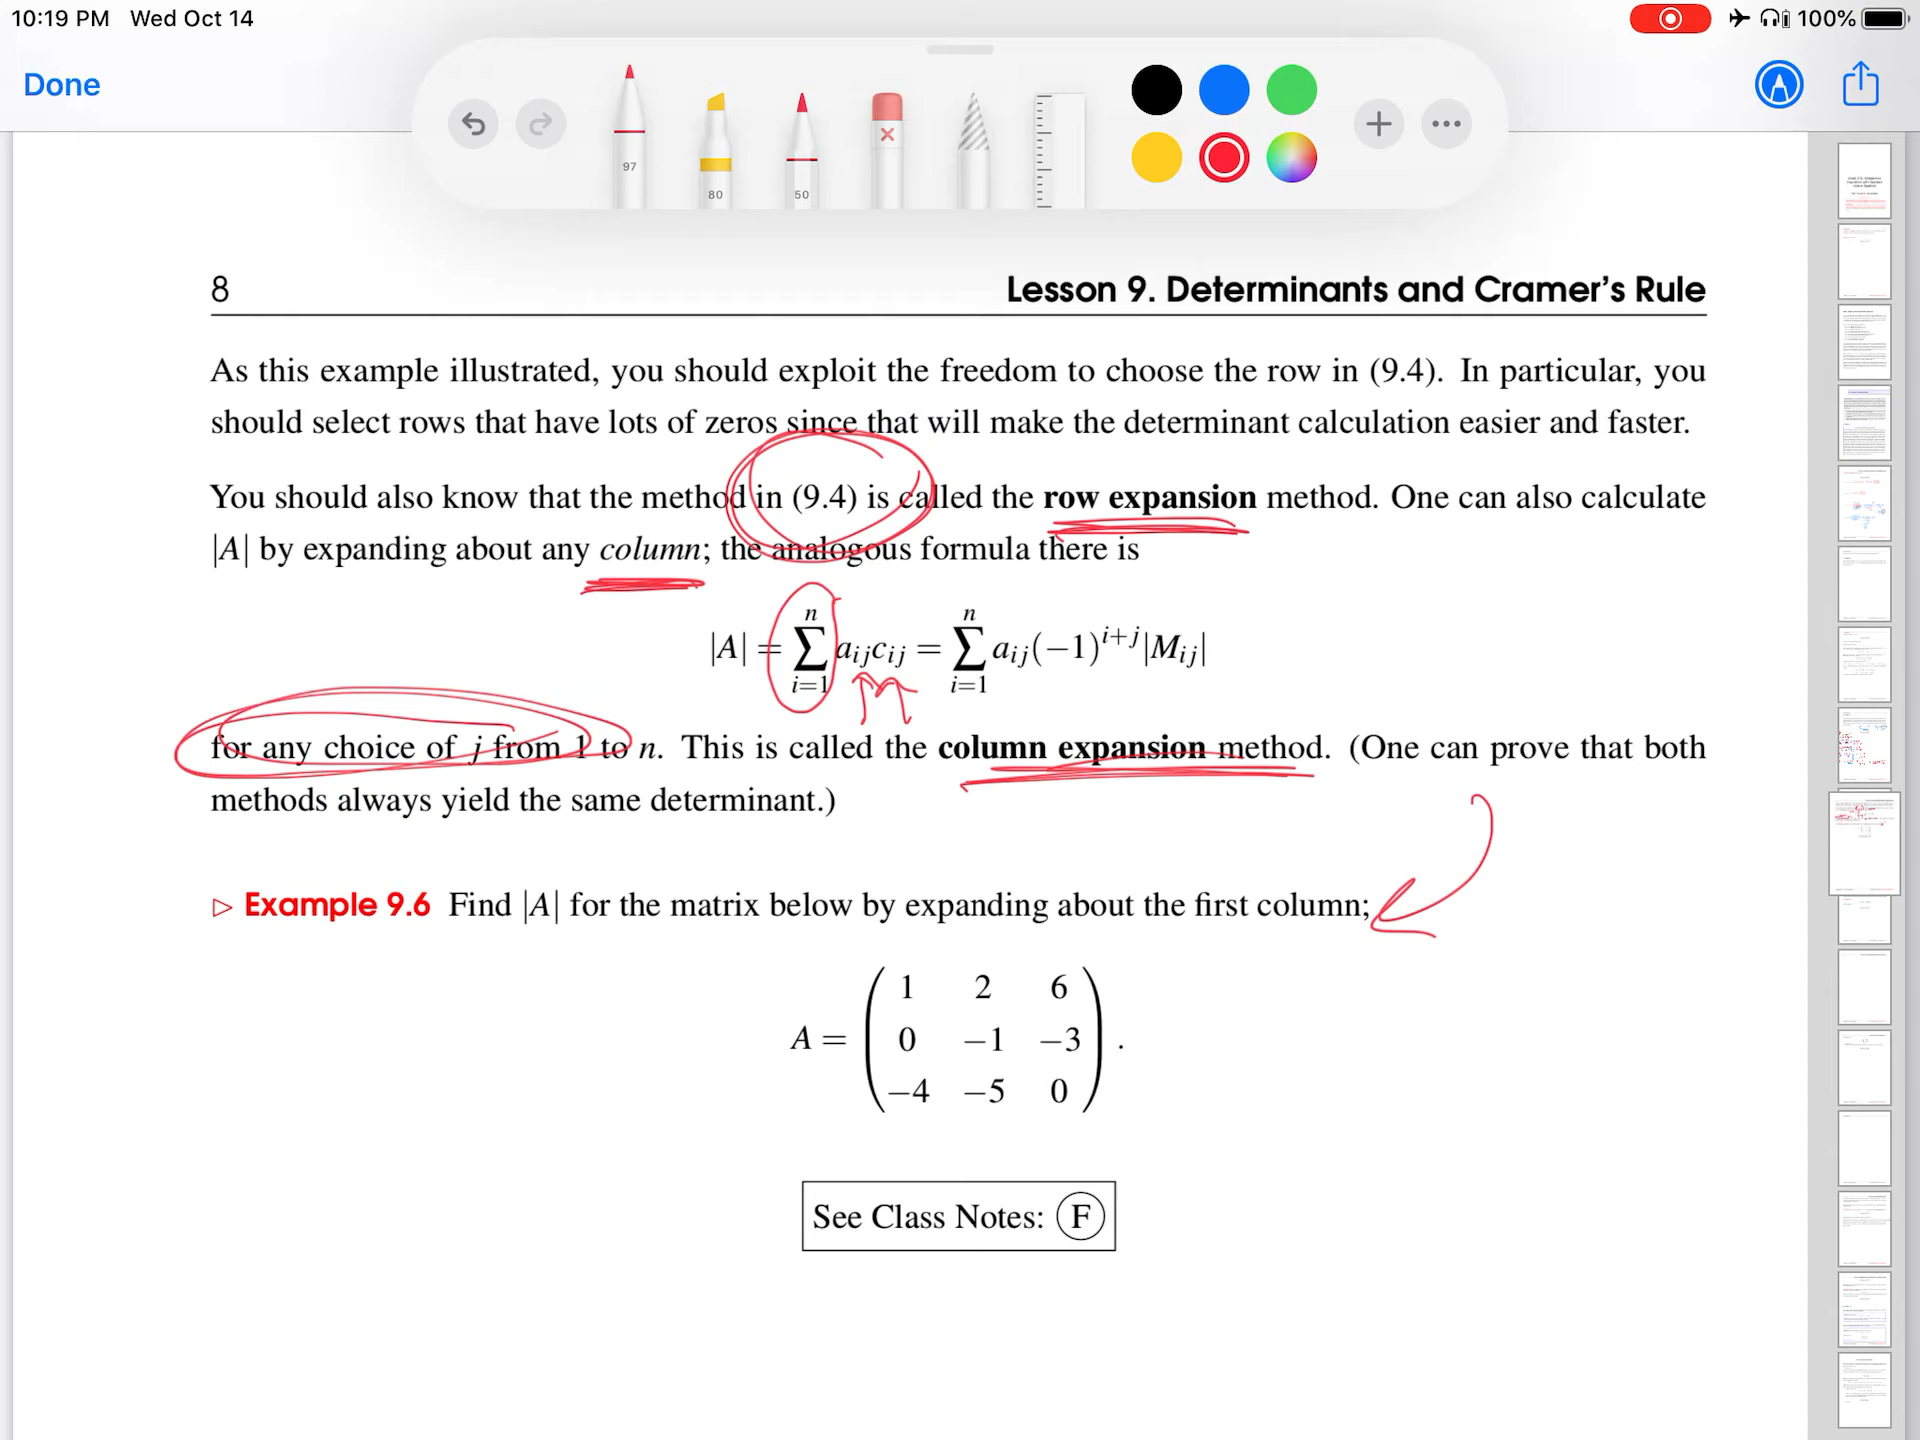 10:19 PM Wed Oct 14
100%
Done
97
80
50
8 Lesson 9. Determinants and Cramer's Rule
As this example illustrated, you should exploit the freedom to choose the row in (9.4). In particular, you
should select rows that have lots of zeros since that will make the determinant calculation easier and faster.
You should also know that the method in (9.4) is called the row expansion method. One can also calculate
|A| by expanding about any column; the analogous formula there is
|A| = ∑_{i=1}^{n} a_{ij}c_{ij} = ∑_{i=1}^{n} a_{ij}(−1)^{i+j}|M_{ij}|
for any choice of j from 1 to n. This is called the column expansion method. (One can prove that both
methods always yield the same determinant.)
▷ Example 9.6 Find |A| for the matrix below by expanding about the first column;
1 2 6
A = 0 −1 −3 .
−4 −5 0
See Class Notes: F